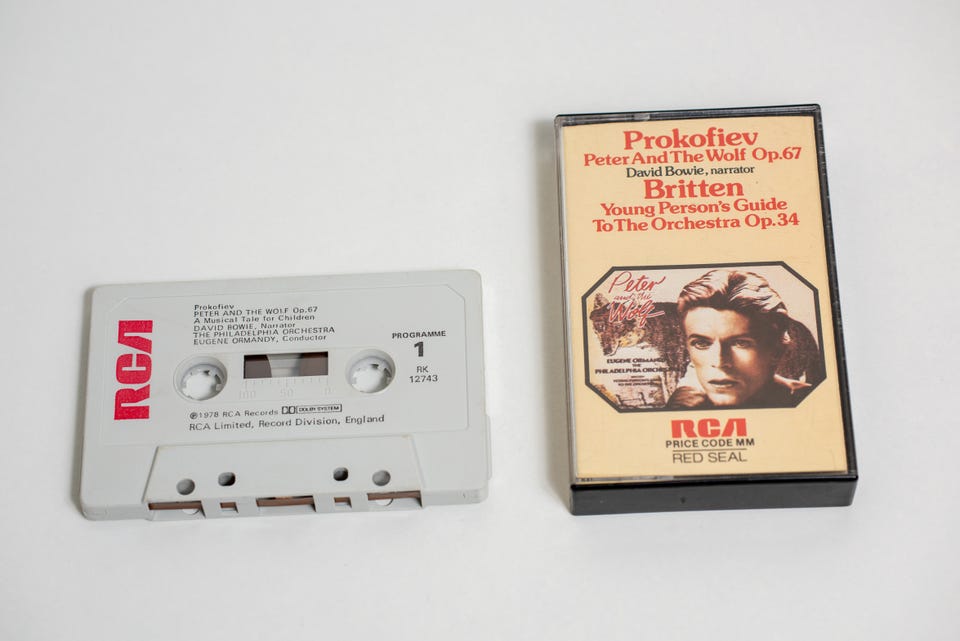 RCA
Prokofiev
PETER AND THE WOLF Op.67
A Musical Tale for Children
DAVID BOWIE, Narrator
THE PHILADELPHIA ORCHESTRA
EUGENE ORMANDY, Conductor
PROGRAMME
1
RK
12743
100 50 0
℗1978 RCA Records DOLBY SYSTEM
RCA Limited, Record Division, England
Prokofiev
Peter And The Wolf Op.67
David Bowie, narrator
Britten
Young Person's Guide
To The Orchestra Op.34
Peter
and the
Wolf
EUGENE ORMANDY
PHILADELPHIA ORCHESTRA
RCA
PRICE CODE MM
RED SEAL